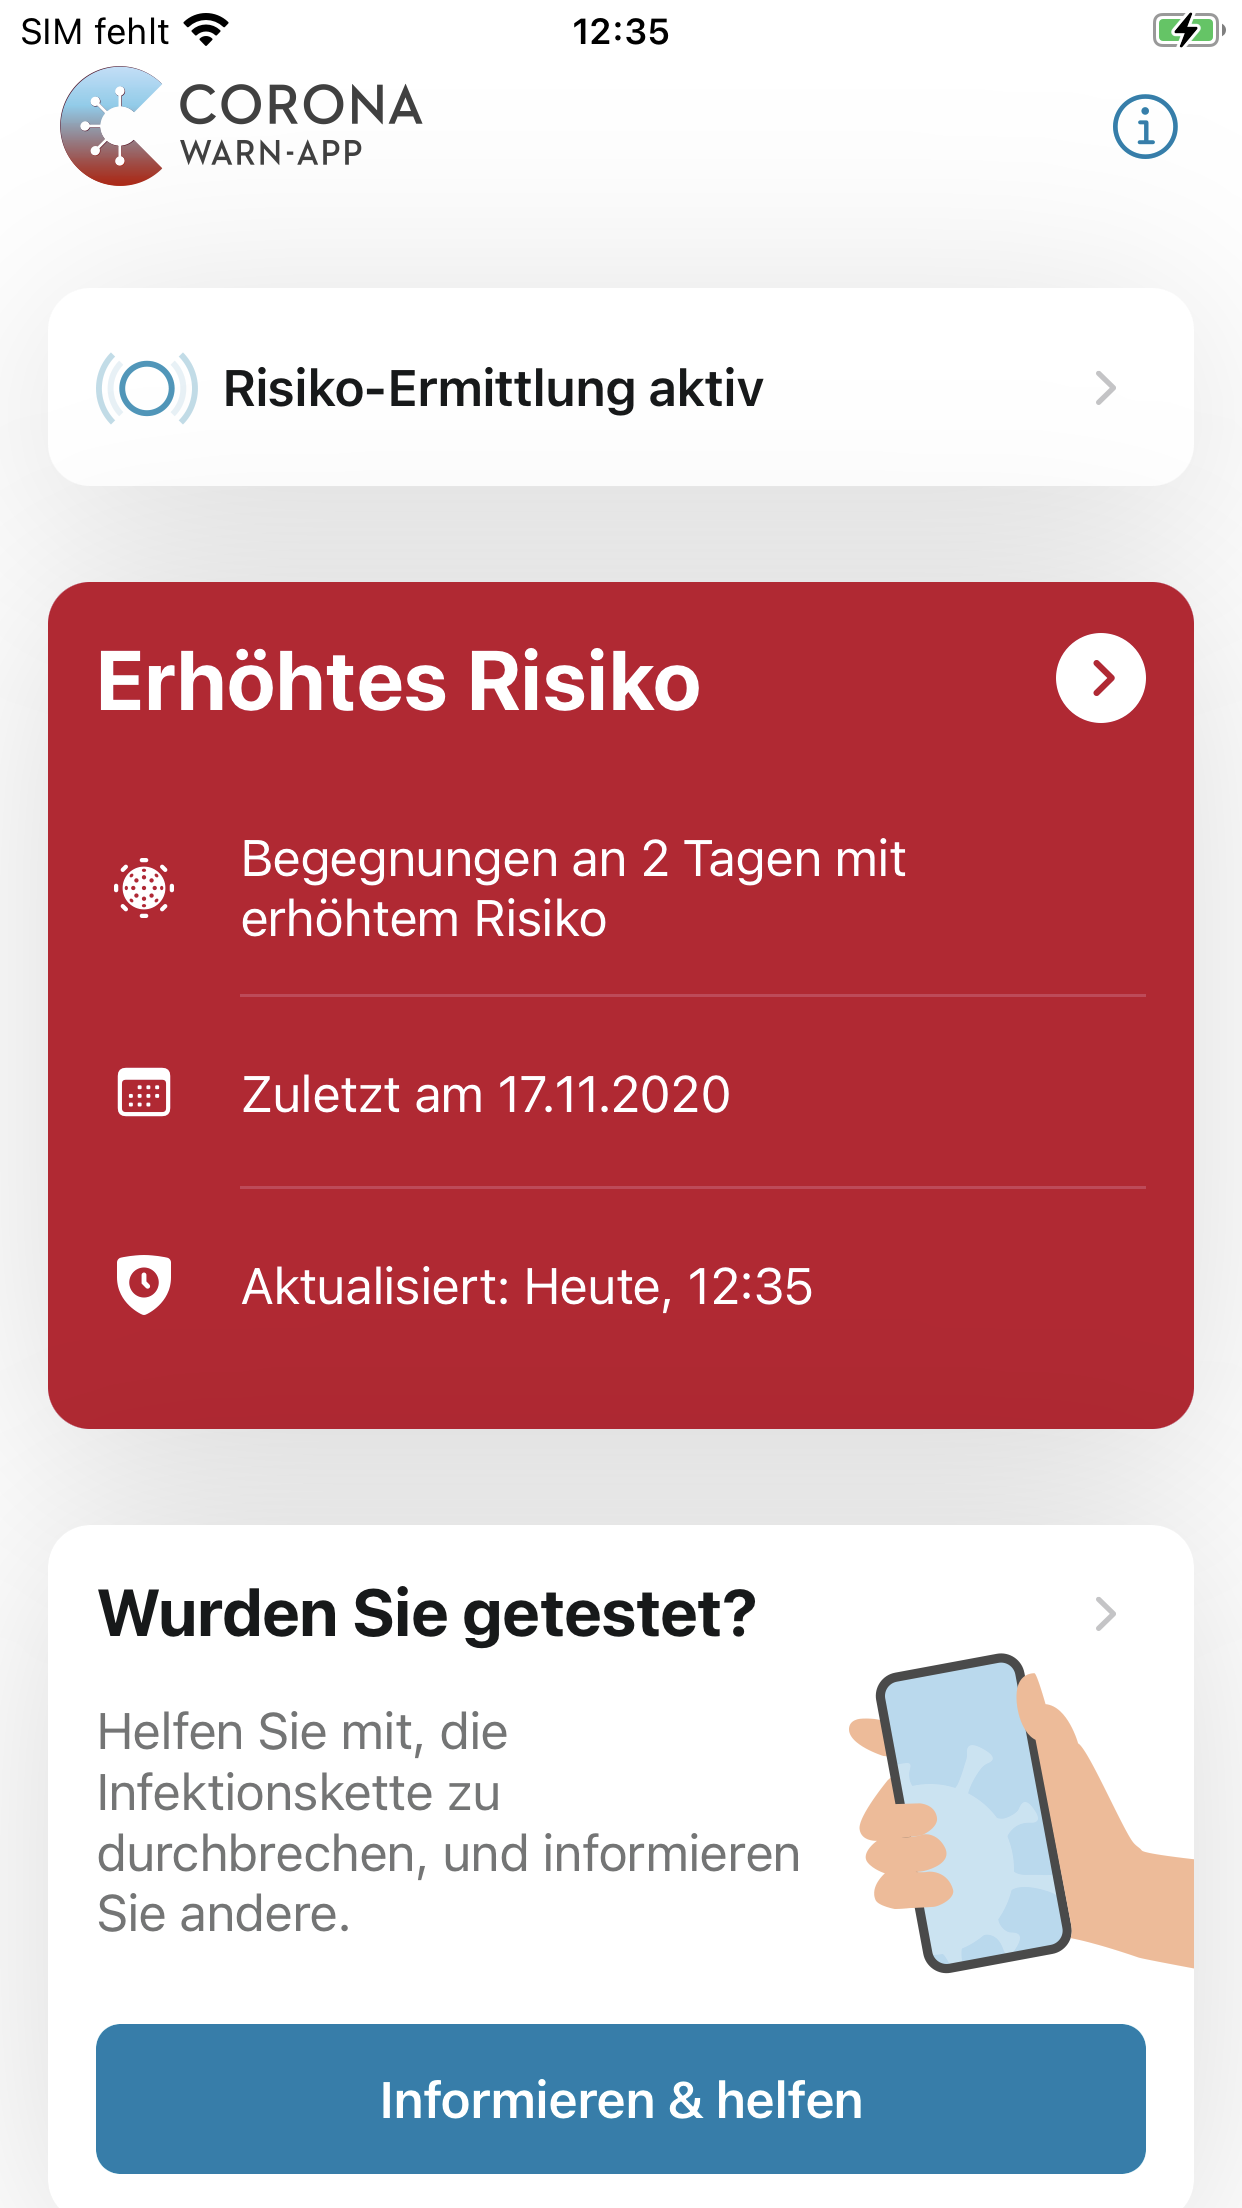 SIM fehlt
12:35
CORONA
WARN-APP
Risiko-Ermittlung aktiv
Erhöhtes Risiko
Begegnungen an 2 Tagen mit
erhöhtem Risiko
Zuletzt am 17.11.2020
Aktualisiert: Heute, 12:35
Wurden Sie getestet?
Helfen Sie mit, die
Infektionskette zu
durchbrechen, und informieren
Sie andere.
Informieren & helfen